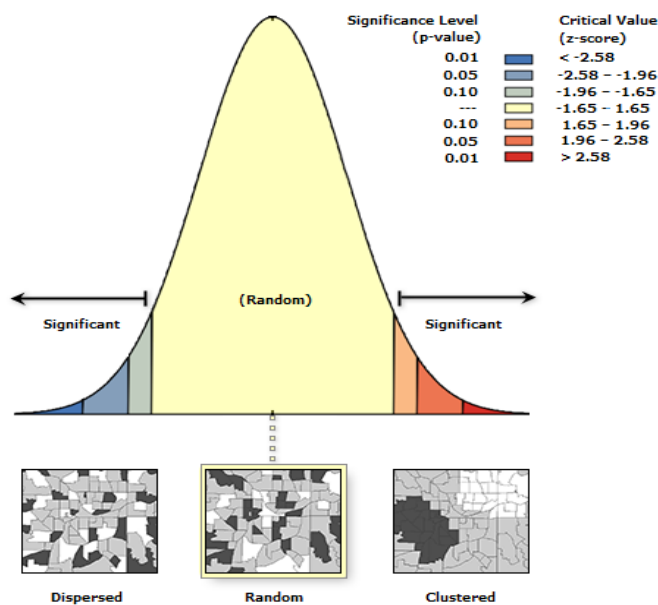 Significance Level Critical Value
(p-value) (z-score)
0.01 < -2.58
0.05 -2.58 – -1.96
0.10 -1.96 – -1.65
--- -1.65 – 1.65
0.10 1.65 – 1.96
0.05 1.96 – 2.58
0.01 > 2.58
(Random)
Significant Significant
Dispersed Random Clustered